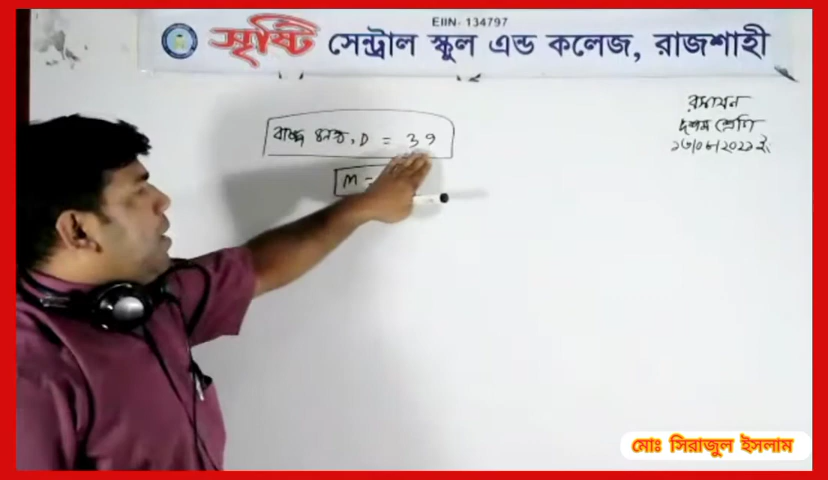 EIIN- 134797
সৃষ্টি সেন্ট্রাল স্কুল এন্ড কলেজ, রাজশাহী
রসায়ন
দশম শ্রেণি
বাষ্প ঘনত্ব, D = 39
M =
মোঃ সিরাজুল ইসলাম